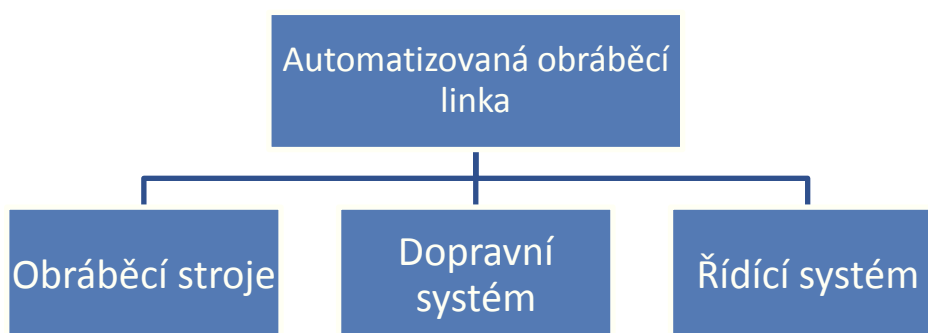 Automatizovaná obráběcí
linka
Obráběcí stroje
Dopravní
systém
Řídící systém